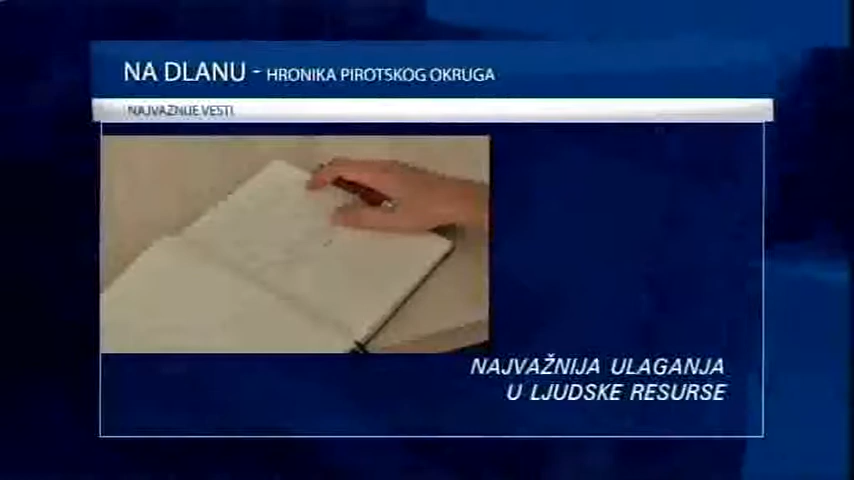 NA DLANU - HRONIKA PIROTSKOG OKRUGA
NAJVAŽNIJE VESTI
NAJVAŽNIJA ULAGANJA
U LJUDSKE RESURSE